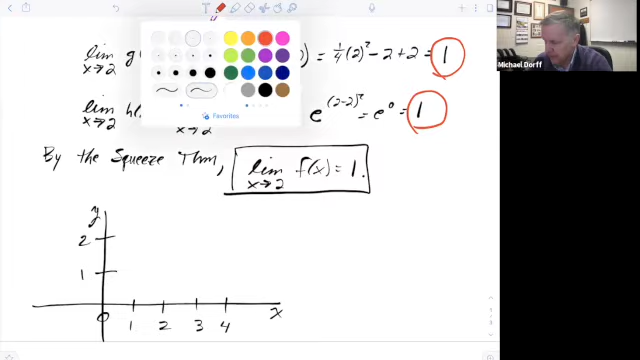 lim g( ) = 1/4 (2)² - 2 + 2 = 1
x→2
Michael Dorff
Favorites
lim h( e^(2-2)² = e⁰ = 1
x→2 x→2
By the Squeeze Thm, lim f(x) = 1.
x→2
y
2
1
0 1 2 3 4 x